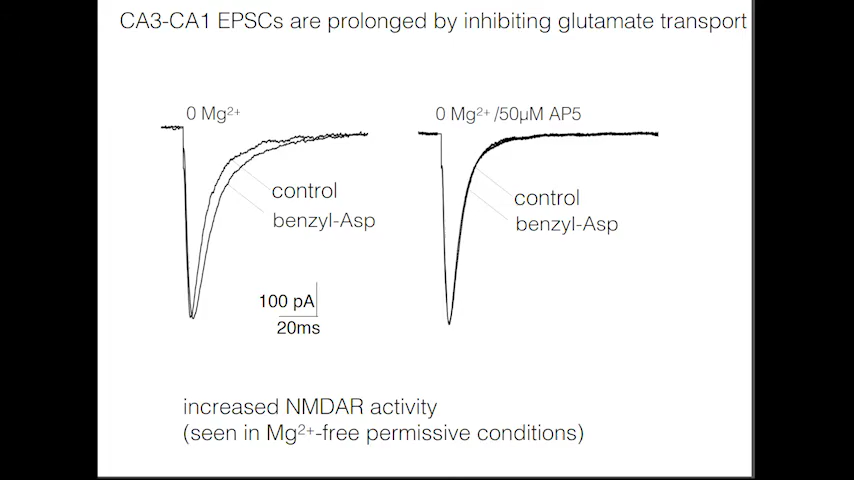 CA3-CA1 EPSCs are prolonged by inhibiting glutamate transport
0 Mg²⁺
0 Mg²⁺ /50µM AP5
control
benzyl-Asp
control
benzyl-Asp
100 pA
20ms
increased NMDAR activity
(seen in Mg²⁺-free permissive conditions)